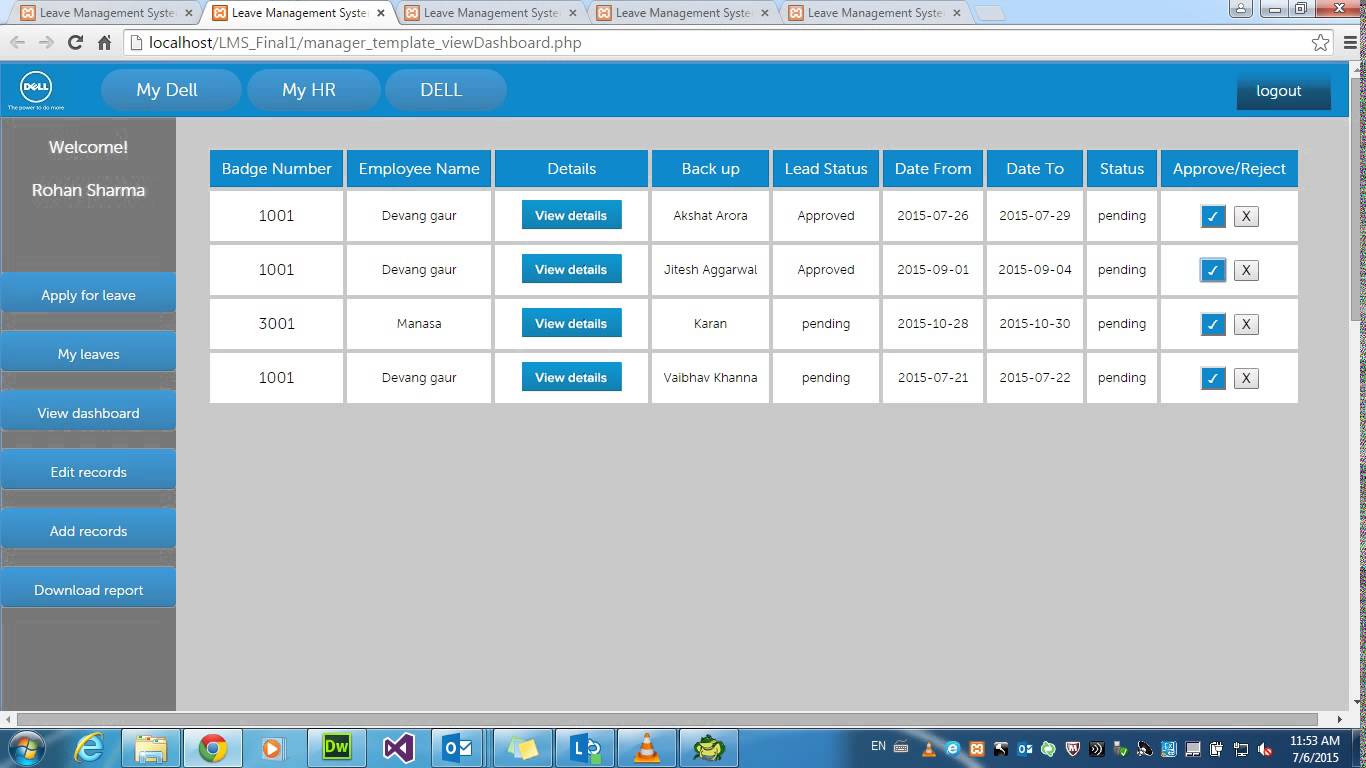 Leave Management Syste
Leave Management Syste
Leave Management Syste
Leave Management Syste
Leave Management Syste
localhost/LMS_Final1/manager_template_viewDashboard.php
DELL
The power to do more
My Dell
My HR
DELL
logout
Welcome!
Rohan Sharma
Apply for leave
My leaves
View dashboard
Edit records
Add records
Download report
Badge Number Employee Name Details Back up Lead Status Date From Date To Status Approve/Reject
1001 Devang gaur View details Akshat Arora Approved 2015-07-26 2015-07-29 pending ✓ X
1001 Devang gaur View details Jitesh Aggarwal Approved 2015-09-01 2015-09-04 pending ✓ X
3001 Manasa View details Karan pending 2015-10-28 2015-10-30 pending ✓ X
1001 Devang gaur View details Vaibhav Khanna pending 2015-07-21 2015-07-22 pending ✓ X
Dw
EN
11:53 AM
7/6/2015